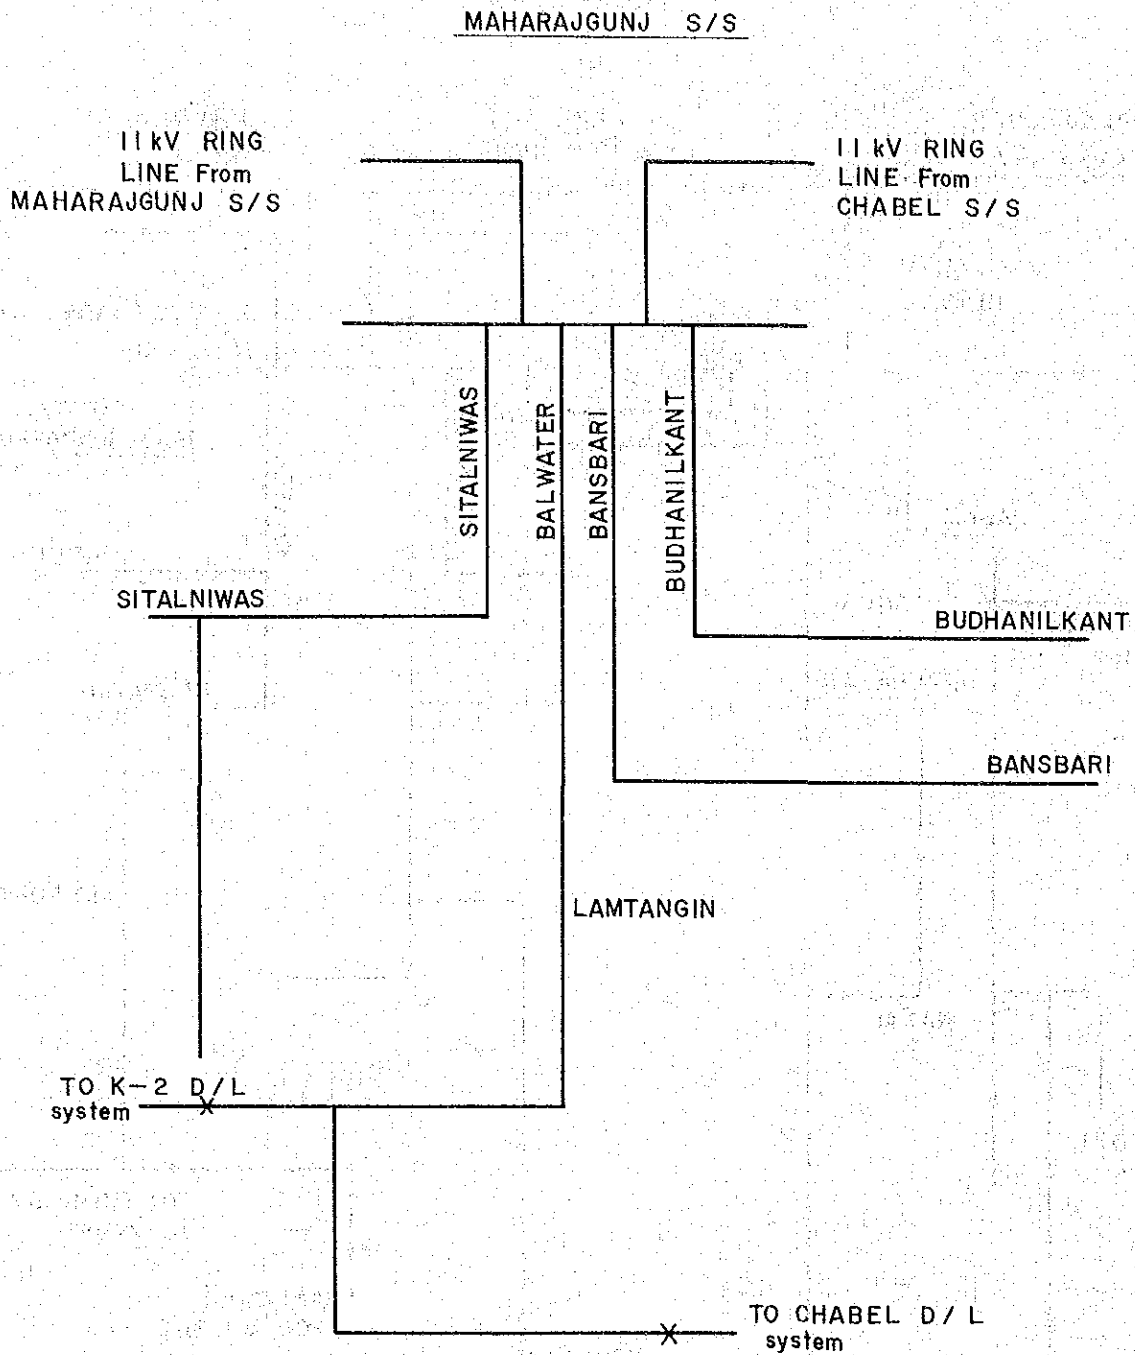 MAHARAJGUNJ S/S
11 kV RING
LINE From
MAHARAJGUNJ S/S
11 kV RING
LINE From
CHABEL S/S
SITALNIWAS
BALWATER
BANSBARI
BUDHANILKANT
SITALNIWAS
BUDHANILKANT
BANSBARI
LAMTANGIN
TO K-2 D/L
system
TO CHABEL D/L
system